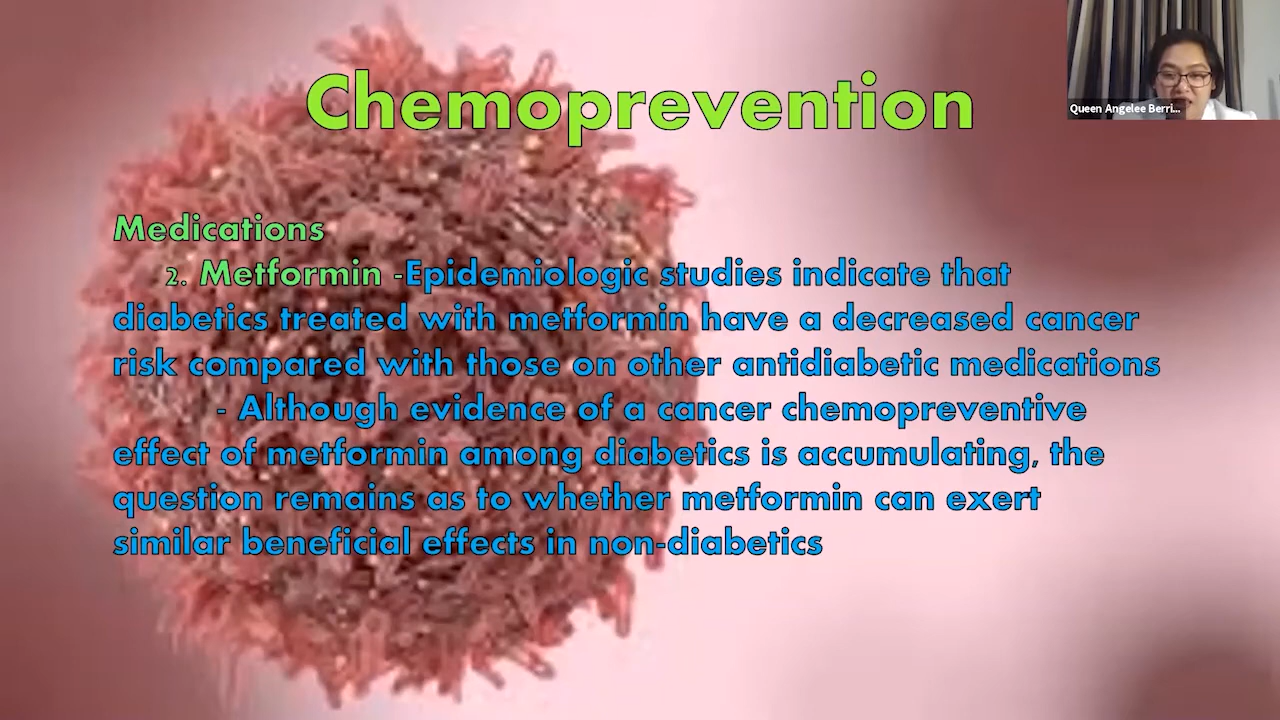 Chemoprevention
Queen Angelee Berri...
Medications
2. Metformin -Epidemiologic studies indicate that
diabetics treated with metformin have a decreased cancer
risk compared with those on other antidiabetic medications
- Although evidence of a cancer chemopreventive
effect of metformin among diabetics is accumulating, the
question remains as to whether metformin can exert
similar beneficial effects in non-diabetics